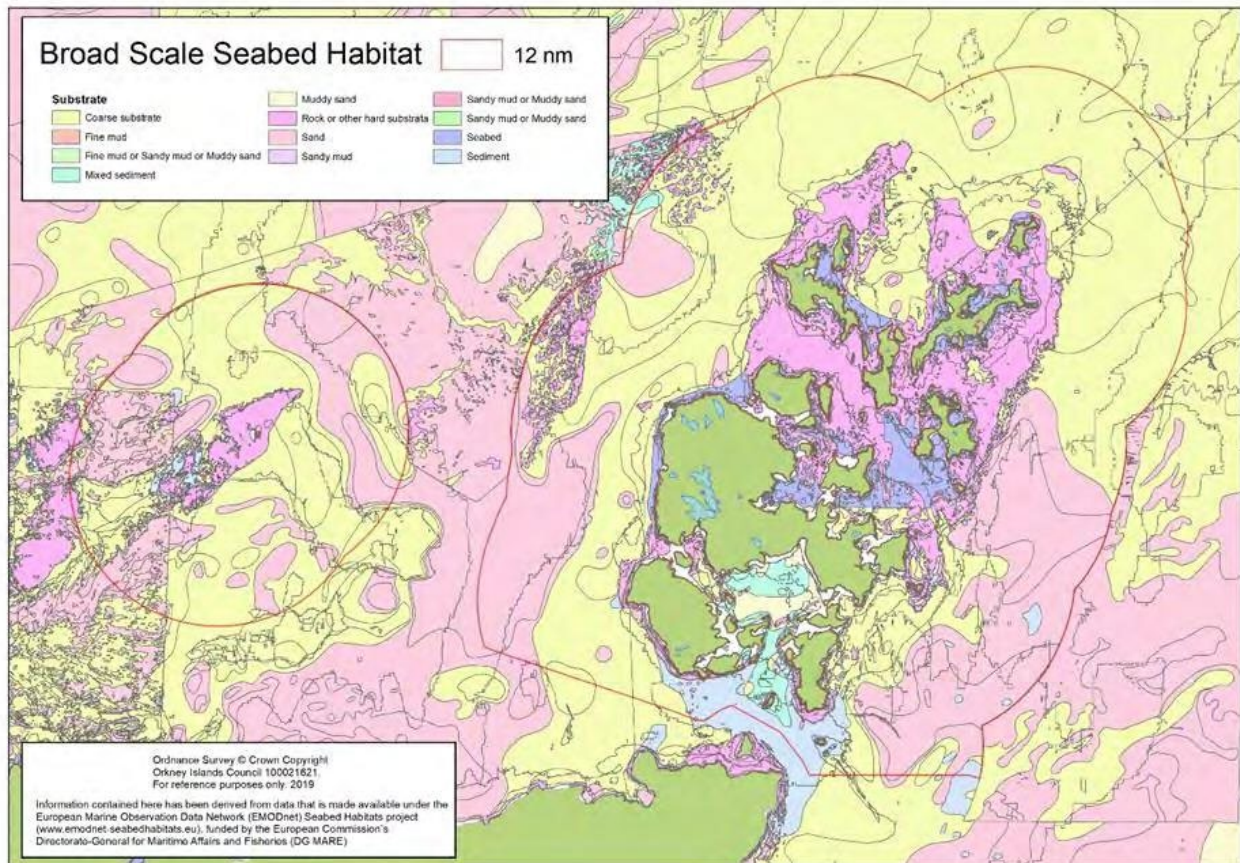 Broad Scale Seabed Habitat
12 nm
Substrate
Coarse substrate
Fine mud
Fine mud or Sandy mud or Muddy sand
Mixed sediment
Muddy sand
Rock or other hard substrata
Sand
Sandy mud
Sandy mud or Muddy sand
Sandy mud or Muddy sand
Seabed
Sediment
Ordnance Survey © Crown Copyright
Orkney Islands Council 100021621.
For reference purposes only. 2019
Information contained here has been derived from data that is made available under the
European Marine Observation Data Network (EMODnet) Seabed Habitats project
(www.emodnet-seabedhabitats.eu), funded by the European Commission's
Directorate-General for Maritime Affairs and Fisheries (DG MARE)